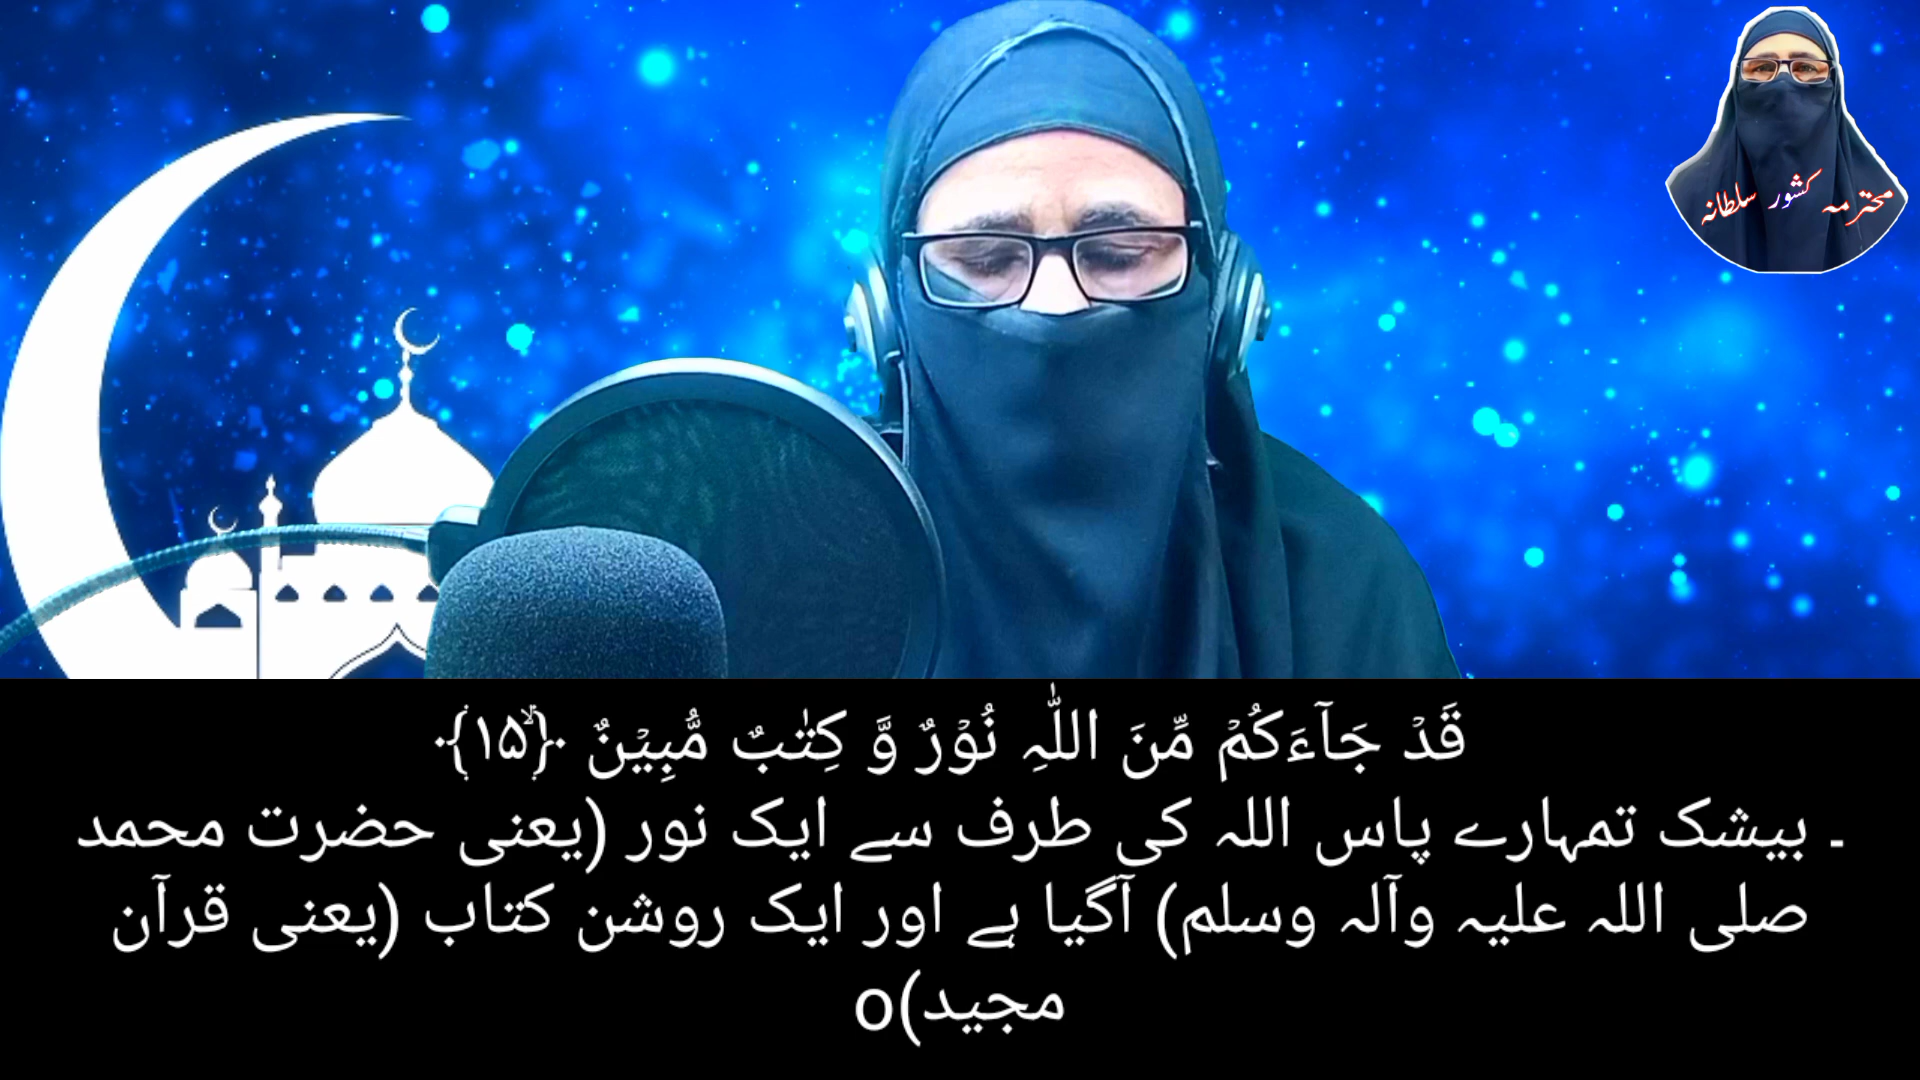 محترمہ کشور سلطانہ
قَدۡ جَآءَکُمۡ مِّنَ اللّٰہِ نُوۡرٌ وَّ کِتٰبٌ مُّبِیۡنٌ ﴿ۙ۱۵﴾
۔ بیشک تمہارے پاس اللہ کی طرف سے ایک نور (یعنی حضرت محمد
صلی اللہ علیہ وآلہ وسلم) آگیا ہے اور ایک روشن کتاب (یعنی قرآن
مجید)o